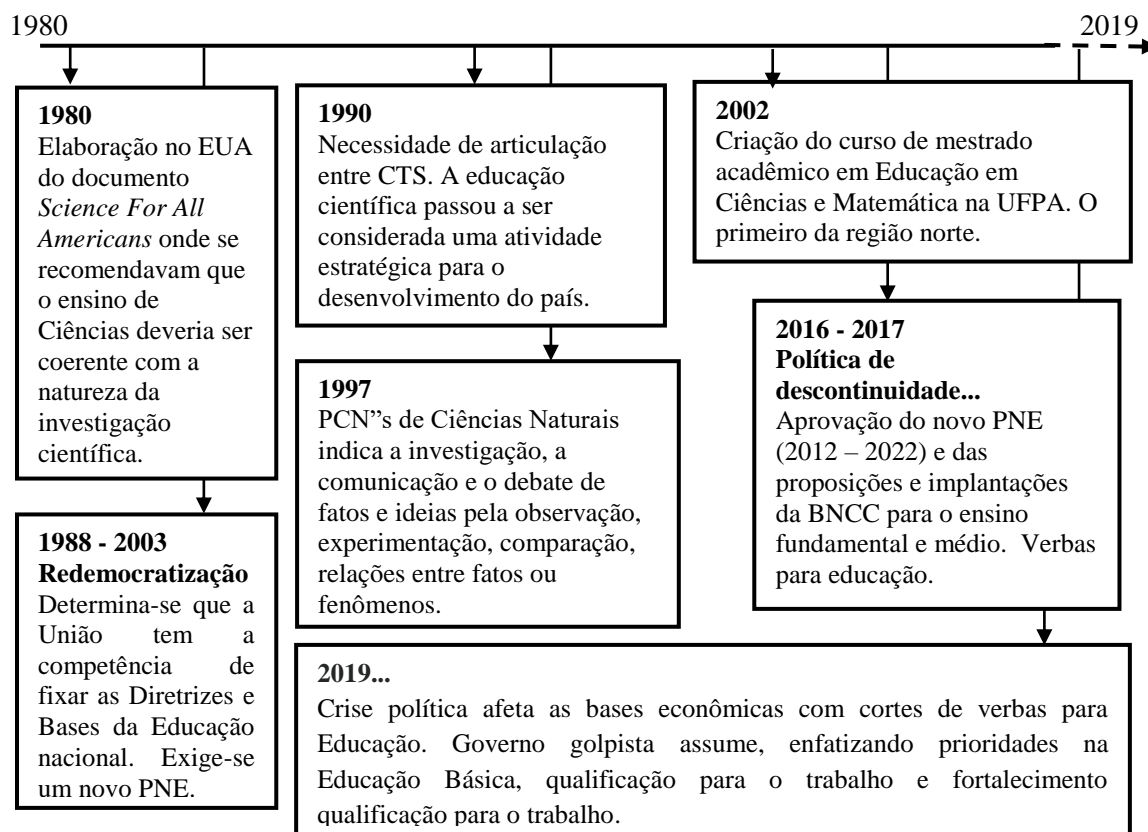 1980
2019
1980
Elaboração no EUA
do documento
Science For All
Americans onde se
recomendavam que
o ensino de
Ciências deveria ser
coerente com a
natureza da
investigação
científica.
1988 - 2003
Redemocratização
Determina-se que a
União tem a
competência de
fixar as Diretrizes e
Bases da Educação
nacional. Exige-se
um novo PNE.
1990
Necessidade de articulação
entre CTS. A educação
científica passou a ser
considerada uma atividade
estratégica para o
desenvolvimento do país.
1997
PCN”s de Ciências Naturais
indica a investigação, a
comunicação e o debate de
fatos e ideias pela observação,
experimentação, comparação,
relações entre fatos ou
fenômenos.
2002
Criação do curso de mestrado
acadêmico em Educação em
Ciências e Matemática na UFPA. O
primeiro da região norte.
2016 - 2017
Política de
descontinuidade...
Aprovação do novo PNE
(2012 – 2022) e das
proposições e implantações
da BNCC para o ensino
fundamental e médio. Verbas
para educação.
2019...
Crise política afeta as bases econômicas com cortes de verbas para
Educação. Governo golpista assume, enfatizando prioridades na
Educação Básica, qualificação para o trabalho e fortalecimento
qualificação para o trabalho.